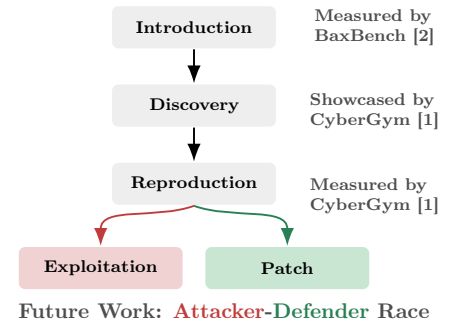 Introduction
Measured by
BaxBench [2]
Discovery
Showcased by
CyberGym [1]
Reproduction
Measured by
CyberGym [1]
Exploitation
Patch
Future Work: Attacker-Defender Race